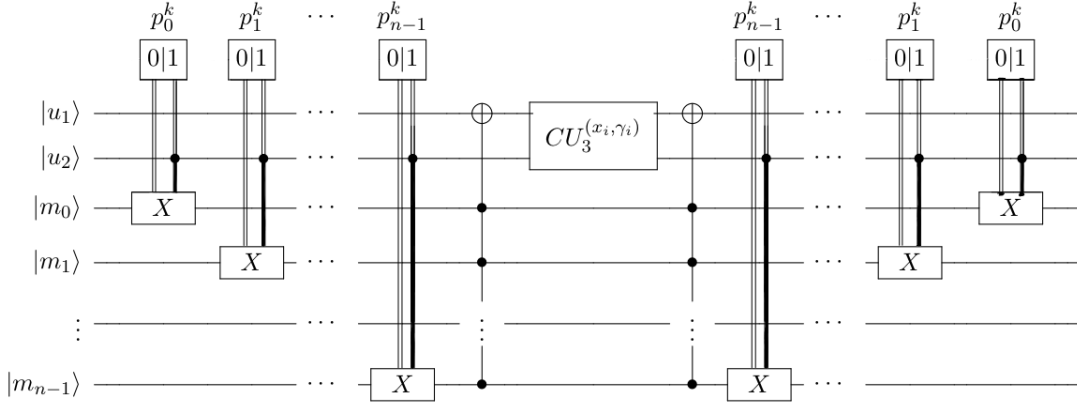 p_0^k p_1^k ··· p_{n-1}^k p_{n-1}^k ··· p_1^k p_0^k
0|1 0|1 0|1 0|1 0|1 0|1
|u_1⟩ ··· ··· 
CU_3^{(x_i,γ_i)}
|u_2⟩ ··· ···
|m_0⟩ X ··· ··· X
|m_1⟩ X ··· ··· X
⋮ ··· ⋮ ⋮ ···
|m_{n-1}⟩ ··· X X ···